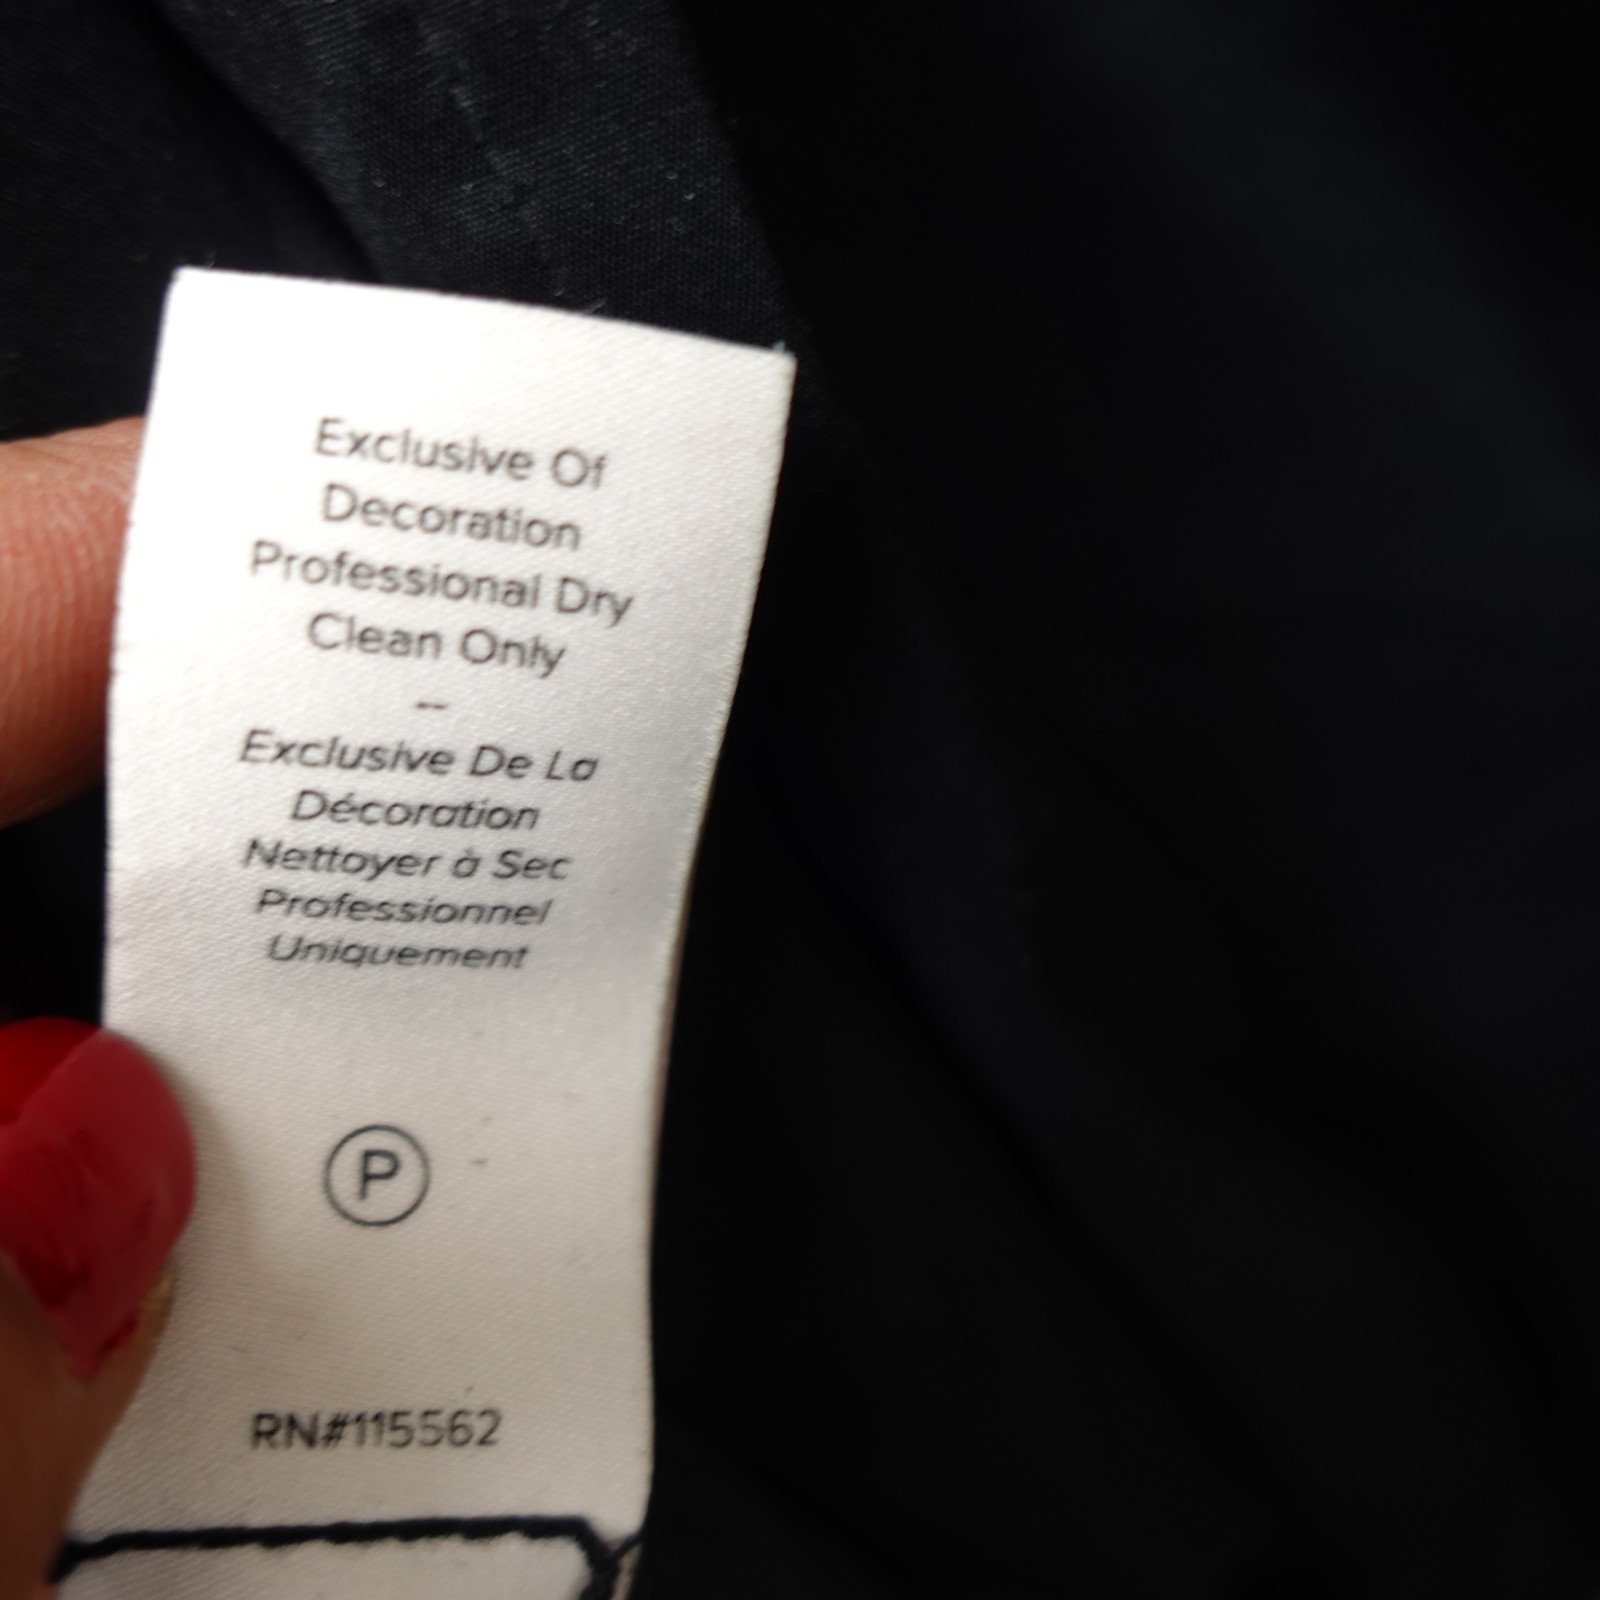 Exclusive Of
Decoration
Professional Dry
Clean Only
--
Exclusive De La
Décoration
Nettoyer à Sec
Professionnel
Uniquement
P
RN#115562